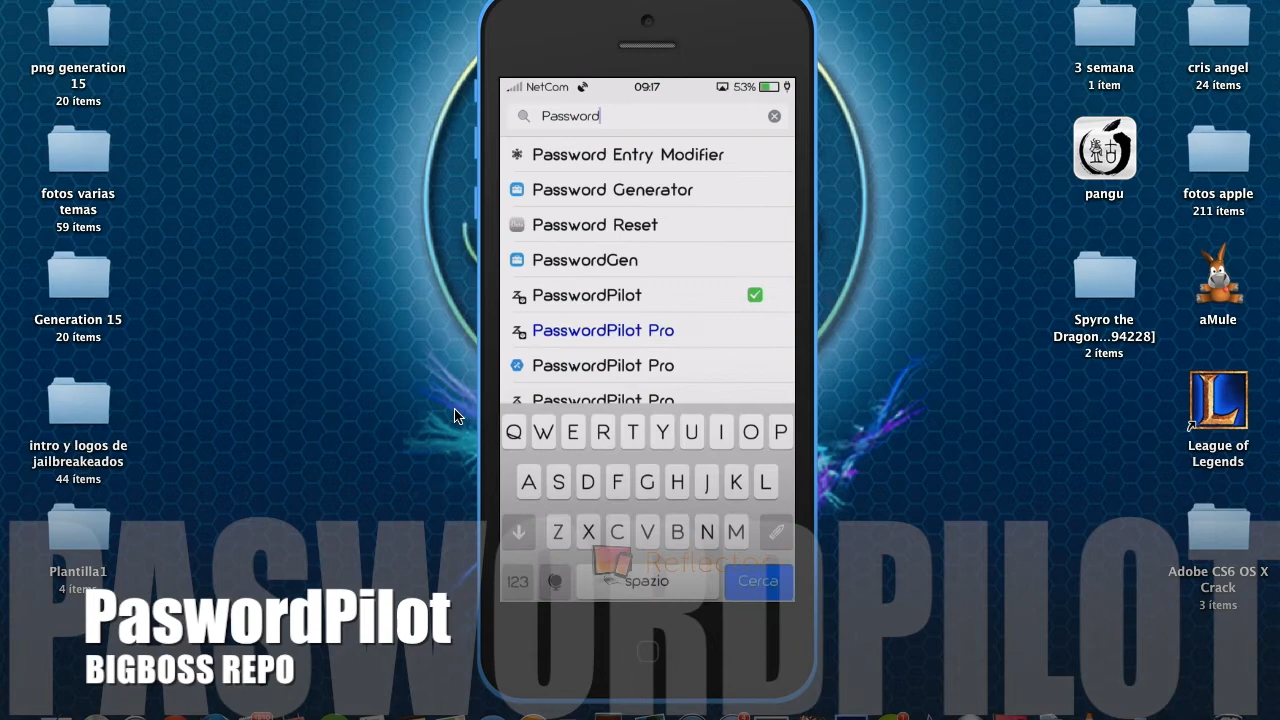 png generation
15
20 items
fotos varias
temas
59 items
Generation 15
20 items
intro y logos de
jailbreakeados
44 items
Plantilla1
4 items
NetCom
09:17
53%
Password
Password Entry Modifier
Password Generator
Password Reset
PasswordGen
PasswordPilot
PasswordPilot Pro
PasswordPilot Pro
PasswordPilot Pro
Q W E R T Y U I O P
A S D F G H J K L
Z X C V B N M
Reflector
123
spazio
Cerca
3 semana
1 item
cris angel
24 items
pangu
fotos apple
211 items
Spyro the
Dragon...94228]
2 items
aMule
League of
Legends
Adobe CS6 OS X
Crack
3 items
PASWORDPILOT
PaswordPilot
BIGBOSS REPO